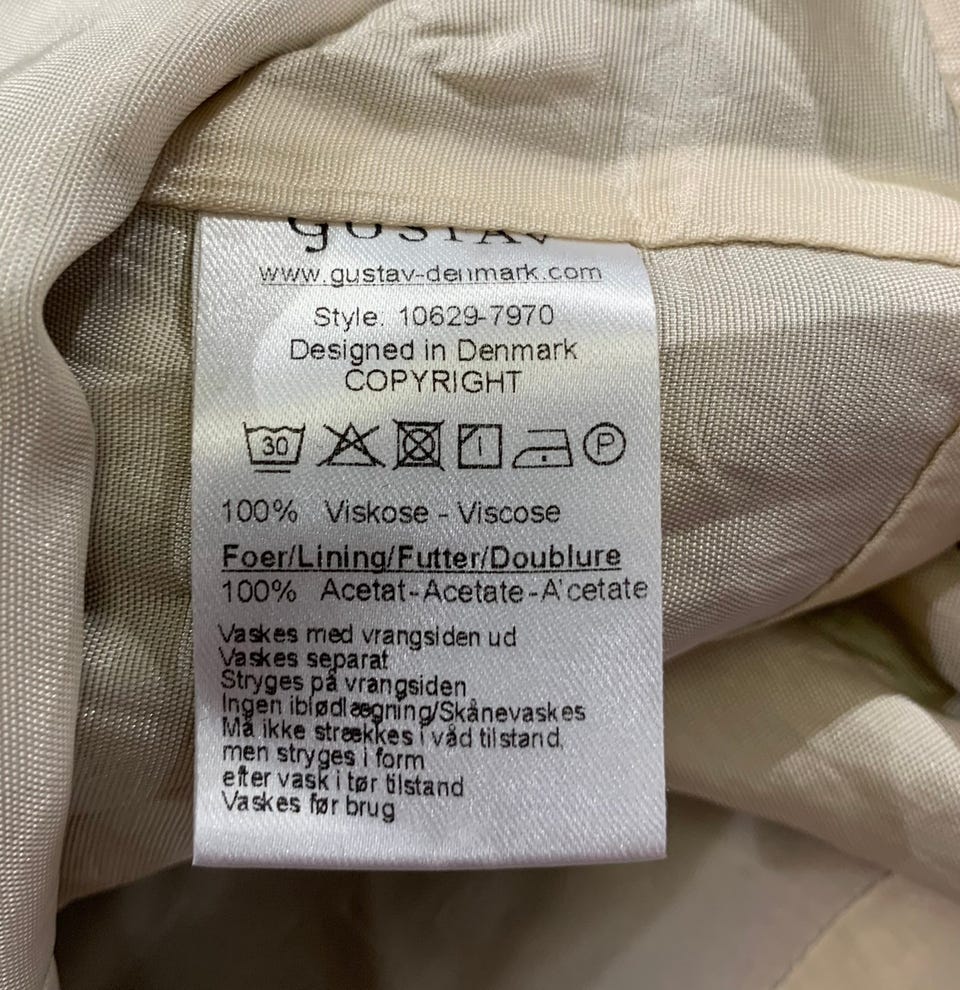 GUSTAV
www.gustav-denmark.com
Style. 10629-7970
Designed in Denmark
COPYRIGHT
30 P
100% Viskose - Viscose
Foer/Lining/Futter/Doublure
100% Acetat-Acetate-A'cetate
Vaskes med vrangsiden ud
Vaskes separat
Stryges på vrangsiden
Ingen iblødlægning/Skånevaskes
Må ikke strækkes i våd tilstand,
men stryges i form
efter vask i tør tilstand
Vaskes før brug